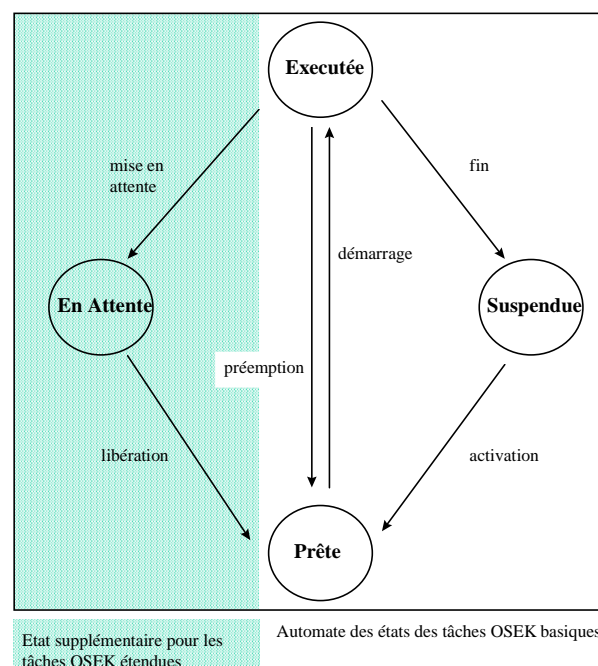 Executée
mise en
attente
fin
démarrage
En Attente
Suspendue
préemption
libération
activation
Prête
Etat supplémentaire pour les
tâches OSEK étendues
Automate des états des tâches OSEK basiques